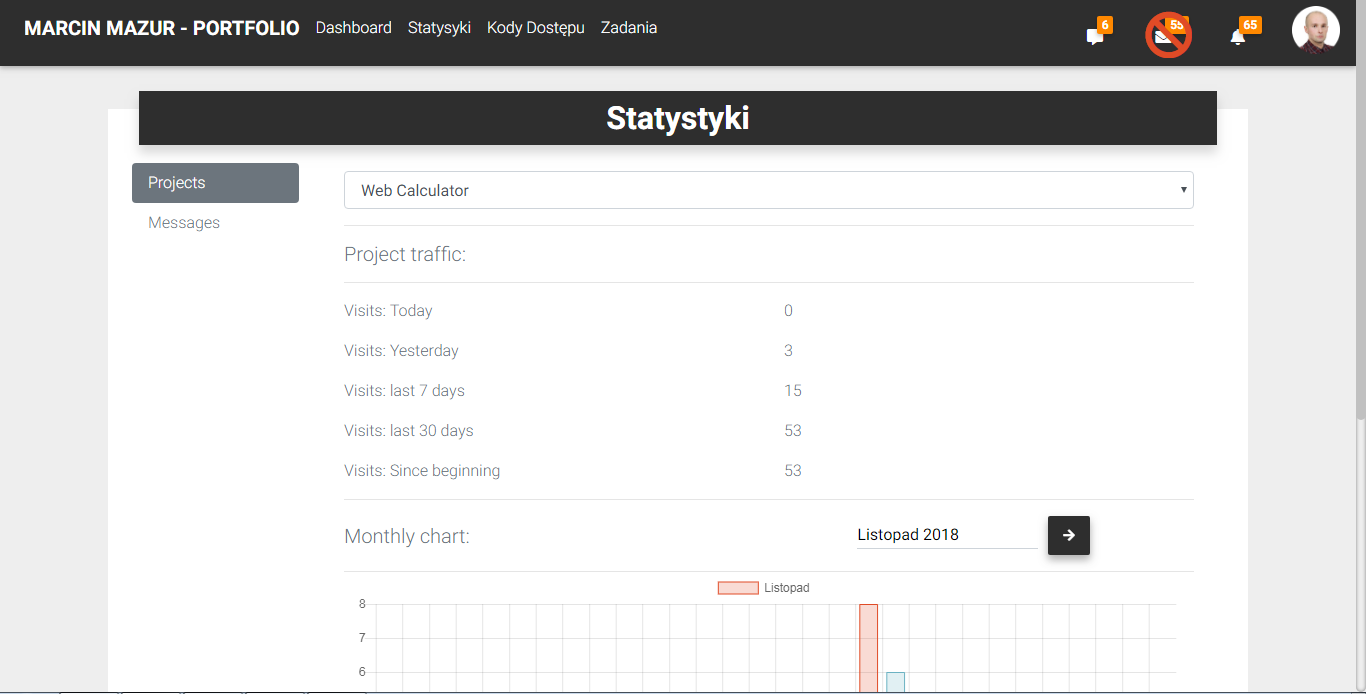 MARCIN MAZUR - PORTFOLIO Dashboard Statysyki Kody Dostępu Zadania 6 55 65
Statystyki
Projects
Web Calculator
Messages
Project traffic:
Visits: Today 0
Visits: Yesterday 3
Visits: last 7 days 15
Visits: last 30 days 53
Visits: Since beginning 53
Monthly chart: Listopad 2018
Listopad
8
7
6